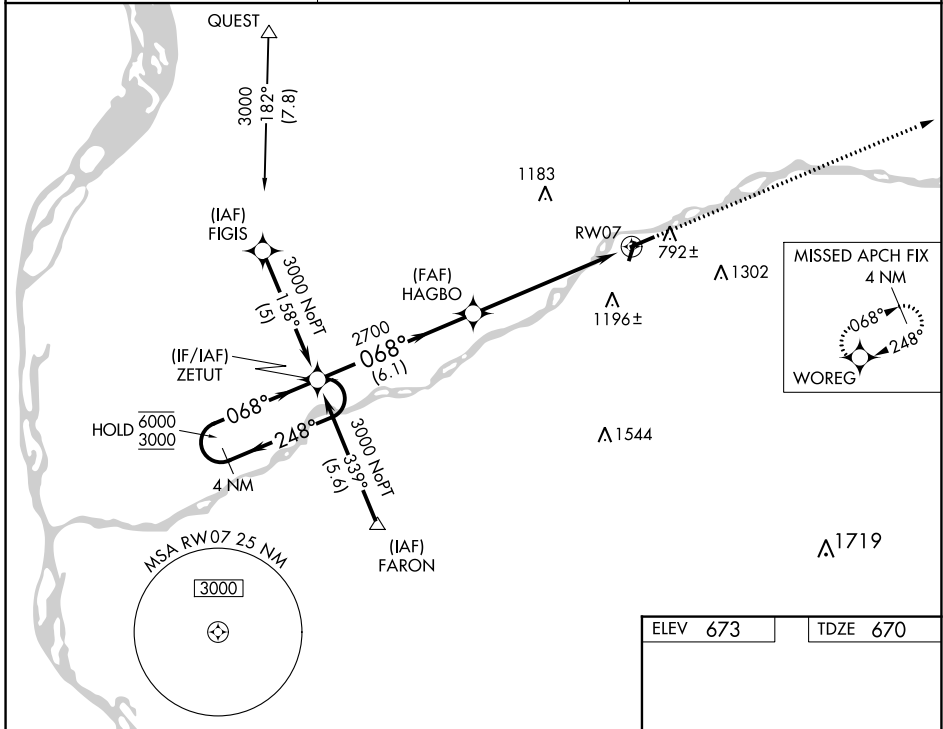 QUEST
3000
182°
(7.8)
1183
(IAF)
FIGIS
3000 NoPT
158°
(5)
RW07
792±
(FAF)
HAGBO
1302
1196±
MISSED APCH FIX
4 NM
068°
248°
WOREG
2700
068°
(6.1)
(IF/IAF)
ZETUT
068°
HOLD 6000
3000
248°
4 NM
3000 NoPT
339°
(5.6)
1544
(IAF)
FARON
1719
MSA RW07 25 NM
3000
ELEV 673
TDZE 670